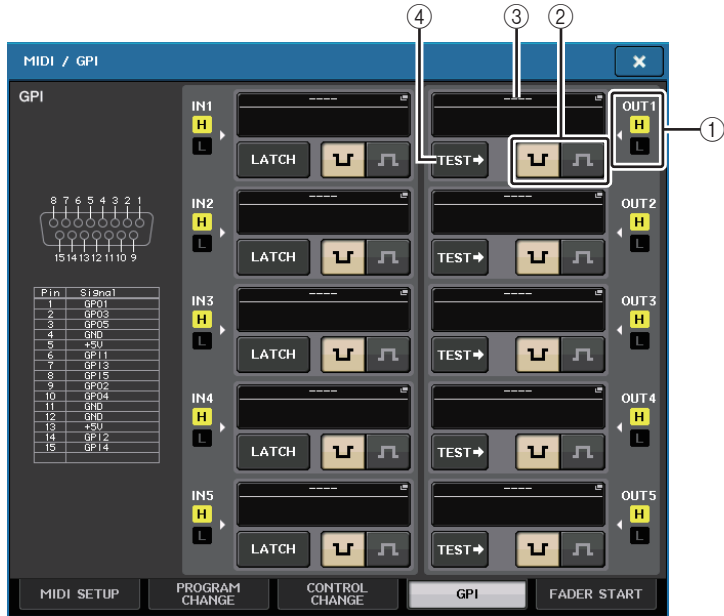 ④ ③ ②
MIDI / GPI ×
GPI
IN1 ---- ---- OUT1
H H ①
L L
LATCH TEST
IN2 ---- ---- OUT2
H H
L L
LATCH TEST
8 7 6 5 4 3 2 1
15 14 13 12 11 10 9
IN3 ---- ---- OUT3
H H
L L
LATCH TEST
Pin Signal
1 GPO1
2 GPO3
3 GPO5
4 GND
5 +5V
6 GPI1
7 GPI3
8 GPI5
9 GPO2
10 GPO4
11 GND
12 GND
13 +5V
14 GPI2
15 GPI4
IN4 ---- ---- OUT4
H H
L L
LATCH TEST
IN5 ---- ---- OUT5
H H
L L
LATCH TEST
MIDI SETUP PROGRAM CHANGE CONTROL CHANGE GPI FADER START